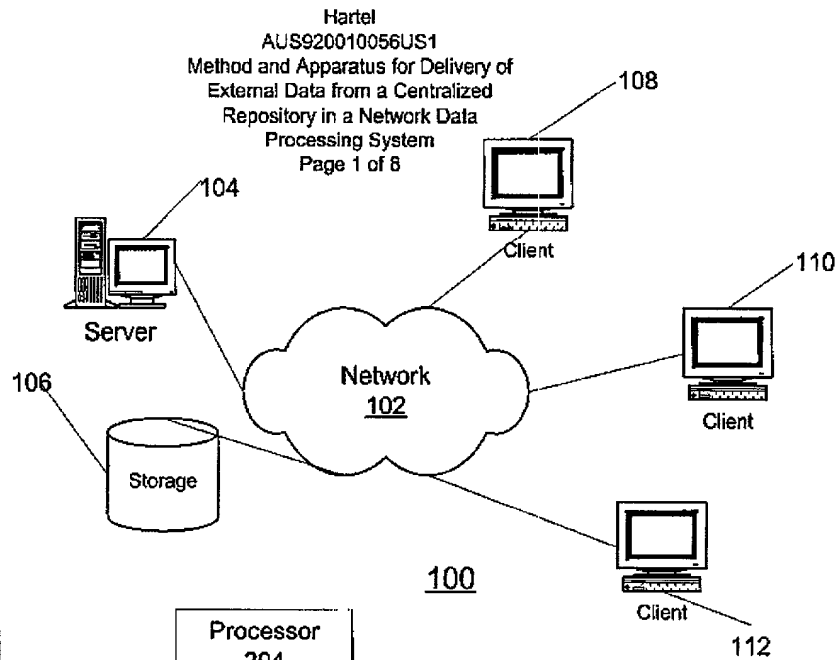 Hartel
AUS920010056US1
Method and Apparatus for Delivery of
External Data from a Centralized
Repository in a Network Data
Processing System
Page 1 of 8
108
104
Client
110
Server
Network
102
106
Client
Storage
100
Client
112
Processor